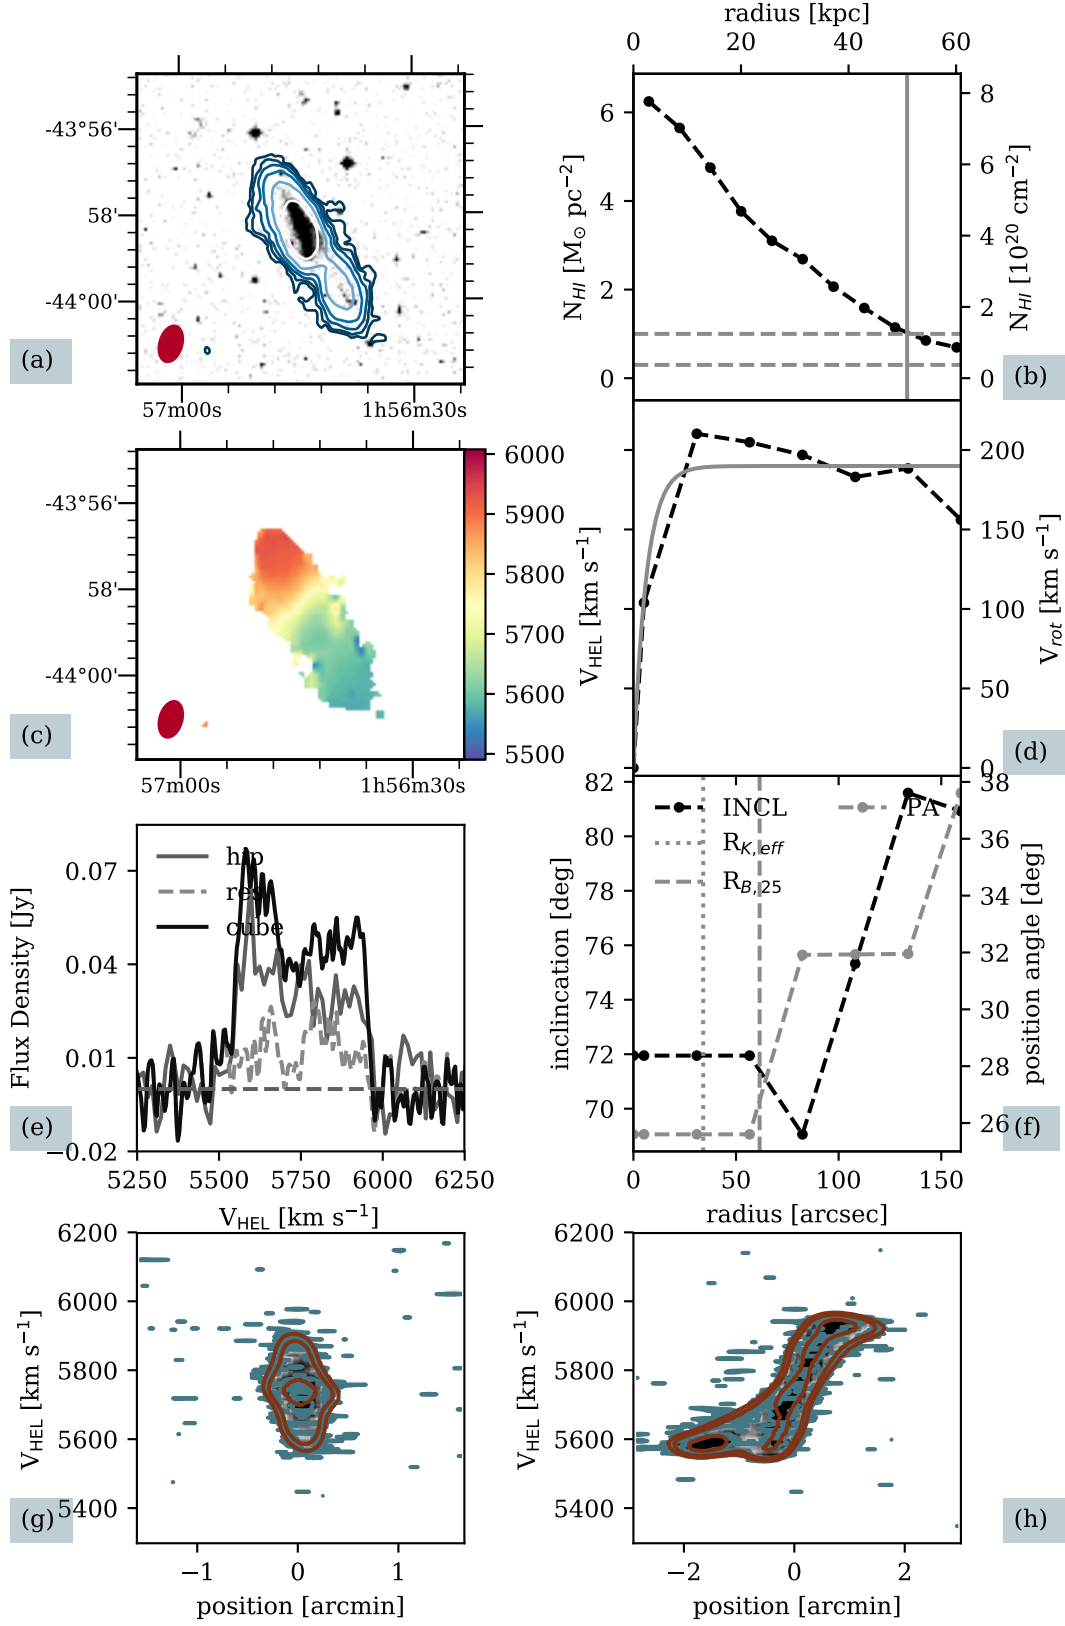 radius [kpc]
0 20 40 60
-43°56'
58'
-44°00'
(a)
57m00s 1h56m30s
6
4
2
0
N_HI [M⊙ pc⁻²]
8
6
4
2
0
N_HI [10²⁰ cm⁻²]
(b)
-43°56'
58'
-44°00'
(c)
57m00s 1h56m30s
6000
5900
5800
5700
5600
5500
V_HEL [km s⁻¹]
200
150
100
50
0
V_rot [km s⁻¹]
(d)
0.07
0.04
0.01
−0.02
Flux Density [Jy]
hip
res
cube
(e)
5250 5500 5750 6000 6250
V_HEL [km s⁻¹]
82
80
78
76
74
72
70
inclincation [deg]
INCL PA
R_K,eff
R_B,25
38
36
34
32
30
28
26
position angle [deg]
(f)
0 50 100 150
radius [arcsec]
6200
6000
5800
5600
5400
V_HEL [km s⁻¹]
(g)
−1 0 1
position [arcmin]
6200
6000
5800
5600
5400
V_HEL [km s⁻¹]
(h)
−2 0 2
position [arcmin]